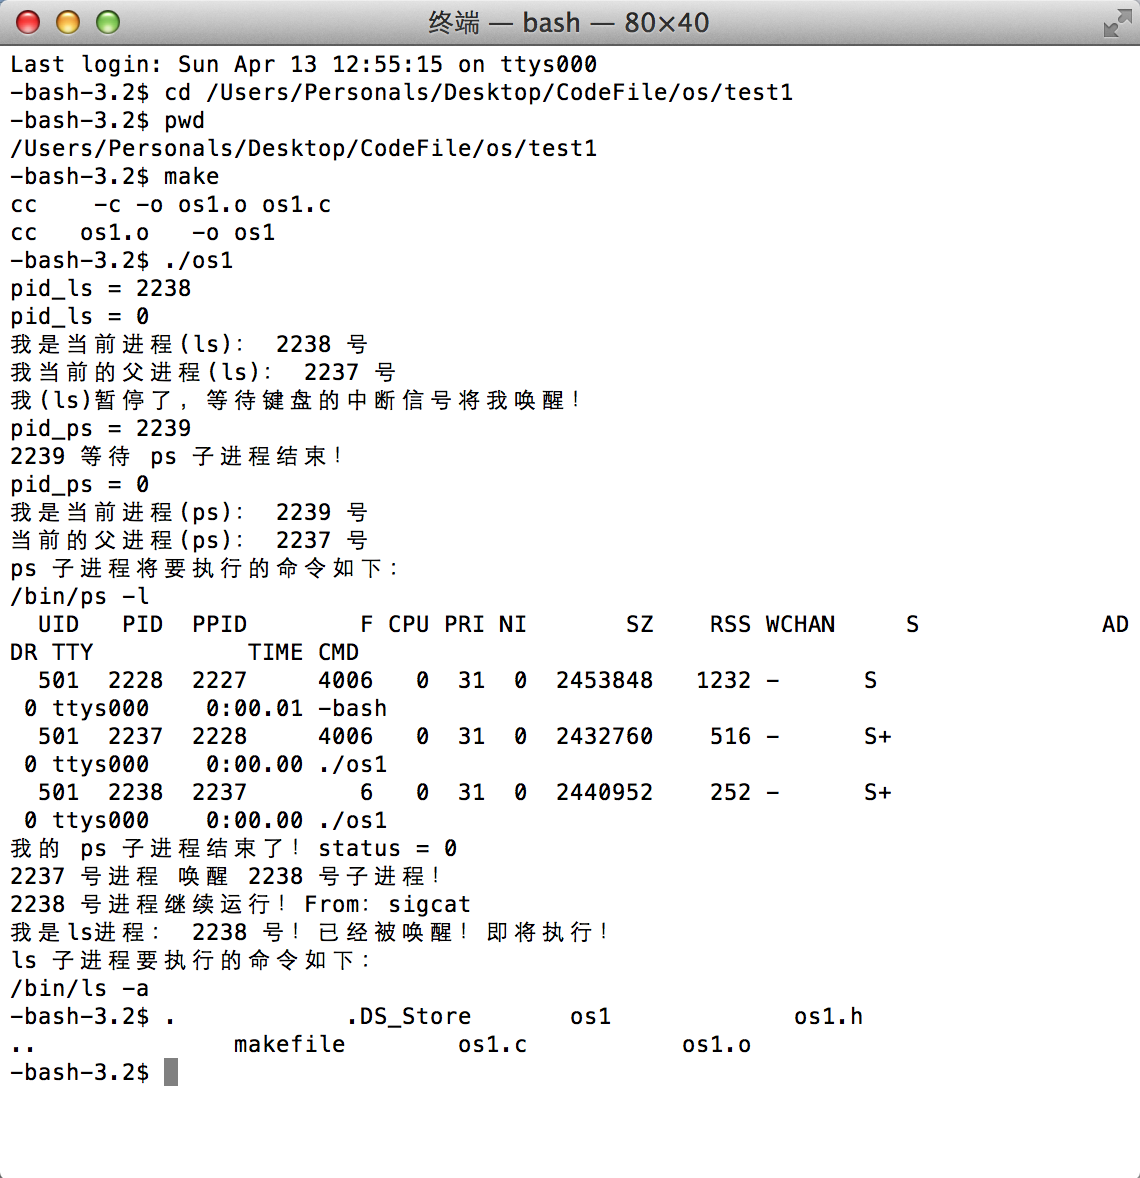 终端 — bash — 80×40
Last login: Sun Apr 13 12:55:15 on ttys000
-bash-3.2$ cd /Users/Personals/Desktop/CodeFile/os/test1
-bash-3.2$ pwd
/Users/Personals/Desktop/CodeFile/os/test1
-bash-3.2$ make
cc    -c -o os1.o os1.c
cc   os1.o   -o os1
-bash-3.2$ ./os1
pid_ls = 2238
pid_ls = 0
我是当前进程(ls):  2238 号
我当前的父进程(ls):  2237 号
我(ls)暂停了, 等待键盘的中断信号将我唤醒!
pid_ps = 2239
2239 等待 ps 子进程结束!
pid_ps = 0
我是当前进程(ps):  2239 号
当前的父进程(ps):  2237 号
ps 子进程将要执行的命令如下:
/bin/ps -l
  UID   PID  PPID        F CPU PRI NI       SZ    RSS WCHAN     S             AD
DR TTY           TIME CMD
  501  2228  2227     4006   0  31  0  2453848   1232 -      S
 0 ttys000    0:00.01 -bash
  501  2237  2228     4006   0  31  0  2432760    516 -      S+
 0 ttys000    0:00.00 ./os1
  501  2238  2237        6   0  31  0  2440952    252 -      S+
 0 ttys000    0:00.00 ./os1
我的 ps 子进程结束了! status = 0
2237 号进程 唤醒 2238 号子进程!
2238 号进程继续运行! From: sigcat
我是ls进程:  2238 号! 已经被唤醒! 即将执行!
ls 子进程要执行的命令如下:
/bin/ls -a
-bash-3.2$ .            .DS_Store       os1             os1.h
..              makefile        os1.c           os1.o
-bash-3.2$